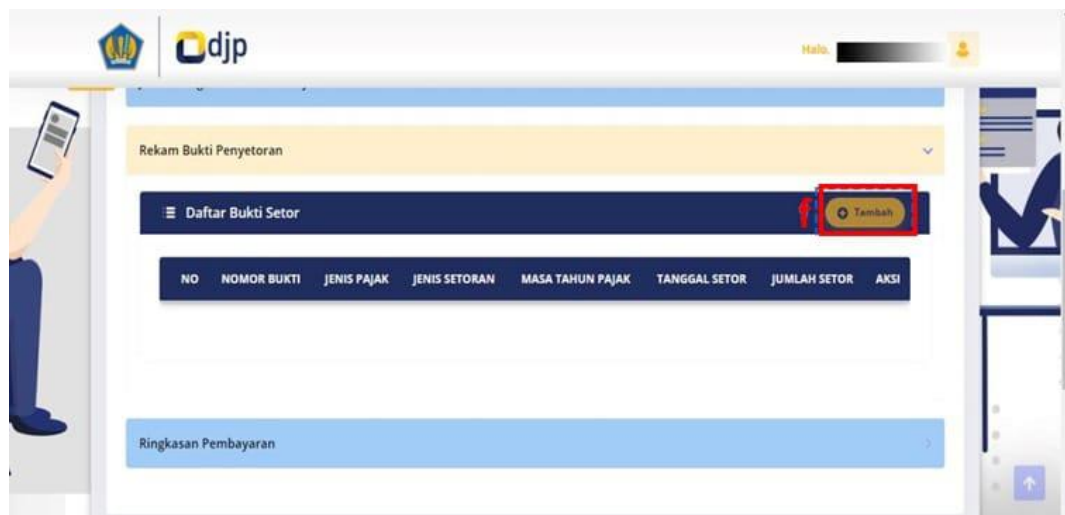 djp
Halo,
Rekam Bukti Penyetoran
Daftar Bukti Setor
f
Tambah
NO NOMOR BUKTI JENIS PAJAK JENIS SETORAN MASA TAHUN PAJAK TANGGAL SETOR JUMLAH SETOR AKSI
Ringkasan Pembayaran